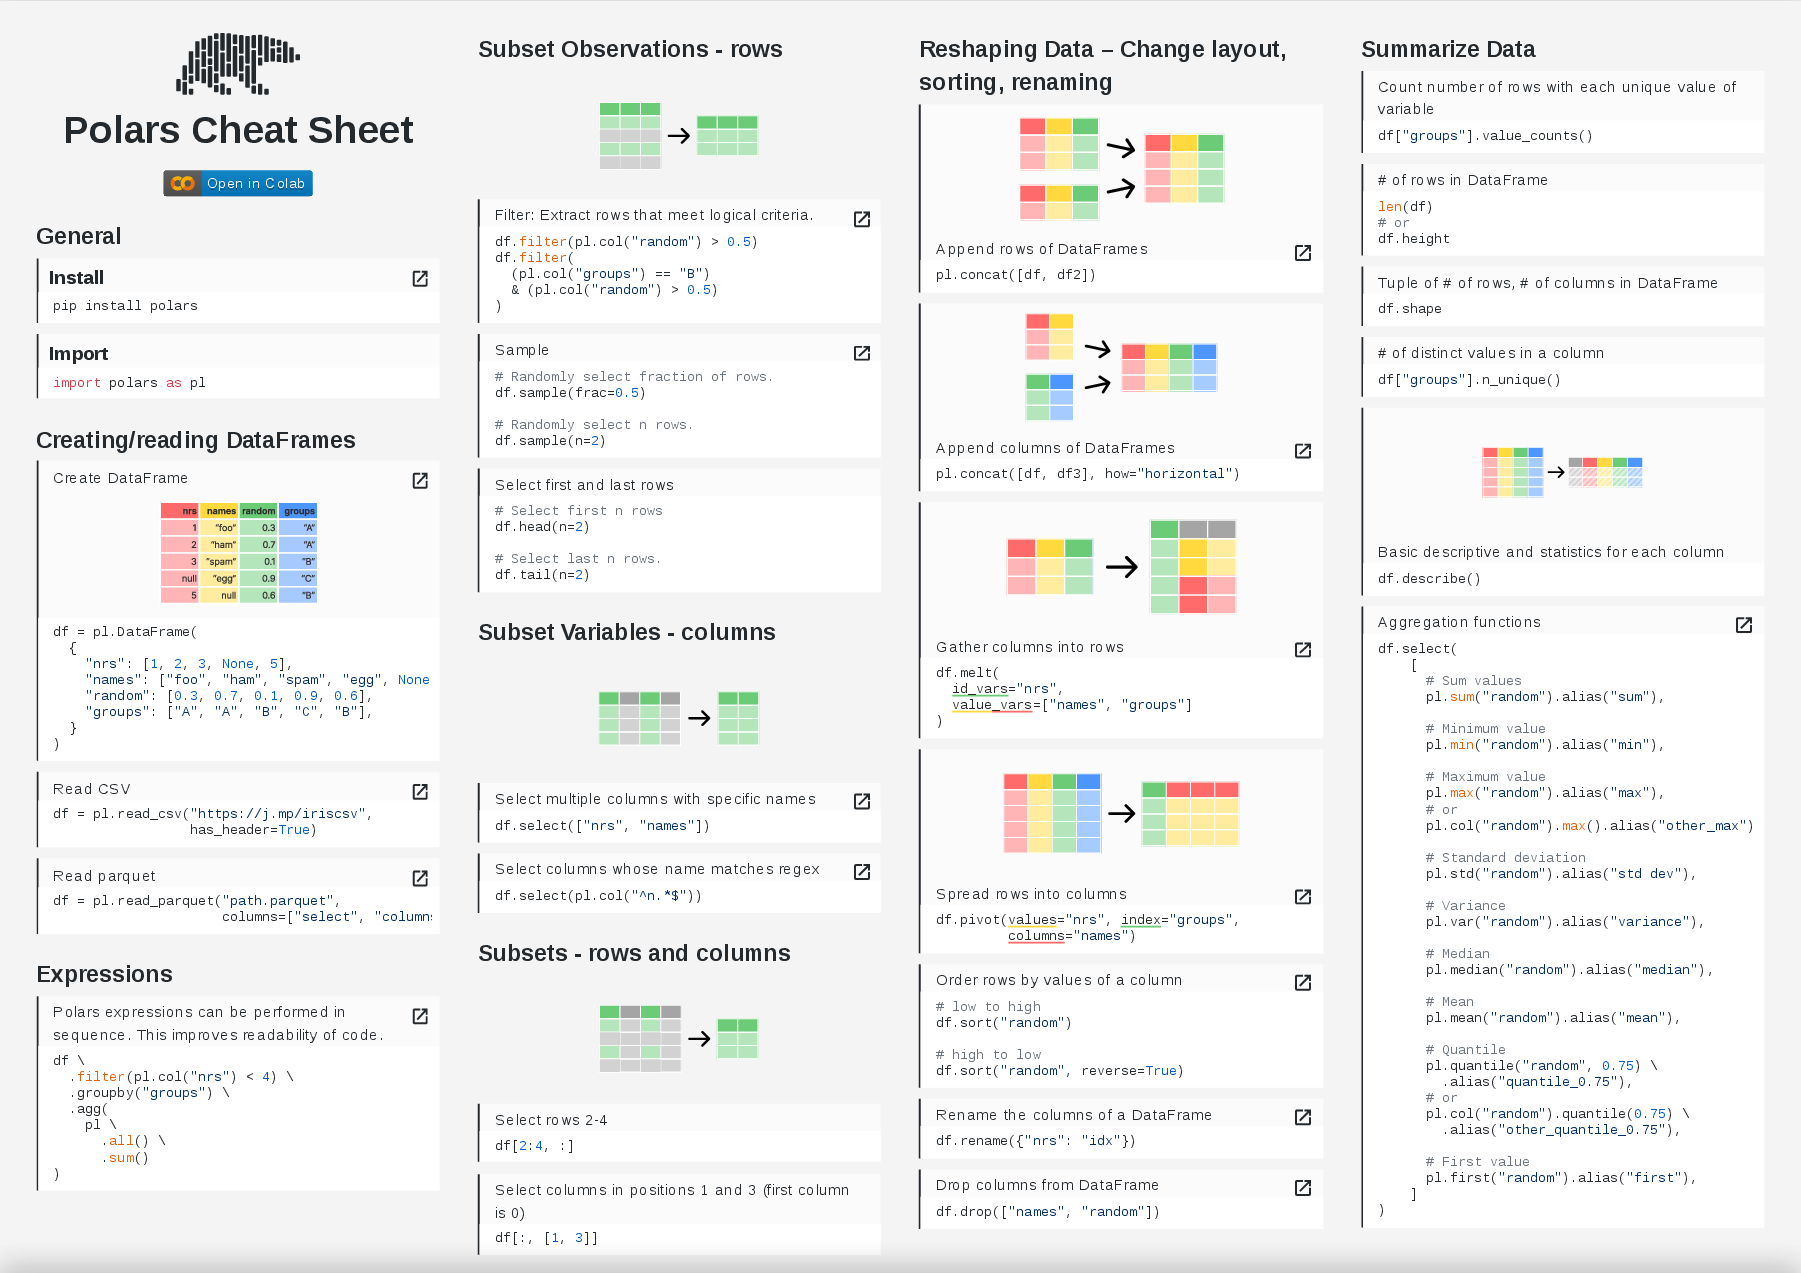 Polars Cheat Sheet
Open in Colab
General
Install
pip install polars
Import
import polars as pl
Creating/reading DataFrames
Create DataFrame
nrs names random groups
1 "foo" 0.3 "A"
2 "ham" 0.7 "A"
3 "spam" 0.1 "B"
null "egg" 0.9 "C"
5 null 0.6 "B"
df = pl.DataFrame(
{
"nrs": [1, 2, 3, None, 5],
"names": ["foo", "ham", "spam", "egg", None
"random": [0.3, 0.7, 0.1, 0.9, 0.6],
"groups": ["A", "A", "B", "C", "B"],
}
)
Read CSV
df = pl.read_csv("https://j.mp/iriscsv",
has_header=True)
Read parquet
df = pl.read_parquet("path.parquet",
columns=["select", "columns
Expressions
Polars expressions can be performed in
sequence. This improves readability of code.
df \
.filter(pl.col("nrs") < 4) \
.groupby("groups") \
.agg(
pl \
.all() \
.sum()
)
Subset Observations - rows
Filter: Extract rows that meet logical criteria.
df.filter(pl.col("random") > 0.5)
df.filter(
(pl.col("groups") == "B")
& (pl.col("random") > 0.5)
)
Sample
# Randomly select fraction of rows.
df.sample(frac=0.5)
# Randomly select n rows.
df.sample(n=2)
Select first and last rows
# Select first n rows
df.head(n=2)
# Select last n rows.
df.tail(n=2)
Subset Variables - columns
Select multiple columns with specific names
df.select(["nrs", "names"])
Select columns whose name matches regex
df.select(pl.col("^n.*$"))
Subsets - rows and columns
Select rows 2-4
df[2:4, :]
Select columns in positions 1 and 3 (first column
is 0)
df[:, [1, 3]]
Reshaping Data – Change layout,
sorting, renaming
Append rows of DataFrames
pl.concat([df, df2])
Append columns of DataFrames
pl.concat([df, df3], how="horizontal")
Gather columns into rows
df.melt(
id_vars="nrs",
value_vars=["names", "groups"]
)
Spread rows into columns
df.pivot(values="nrs", index="groups",
columns="names")
Order rows by values of a column
# low to high
df.sort("random")
# high to low
df.sort("random", reverse=True)
Rename the columns of a DataFrame
df.rename({"nrs": "idx"})
Drop columns from DataFrame
df.drop(["names", "random"])
Summarize Data
Count number of rows with each unique value of
variable
df["groups"].value_counts()
# of rows in DataFrame
len(df)
# or
df.height
Tuple of # of rows, # of columns in DataFrame
df.shape
# of distinct values in a column
df["groups"].n_unique()
Basic descriptive and statistics for each column
df.describe()
Aggregation functions
df.select(
[
# Sum values
pl.sum("random").alias("sum"),
# Minimum value
pl.min("random").alias("min"),
# Maximum value
pl.max("random").alias("max"),
# or
pl.col("random").max().alias("other_max")
# Standard deviation
pl.std("random").alias("std dev"),
# Variance
pl.var("random").alias("variance"),
# Median
pl.median("random").alias("median"),
# Mean
pl.mean("random").alias("mean"),
# Quantile
pl.quantile("random", 0.75) \
.alias("quantile_0.75"),
# or
pl.col("random").quantile(0.75) \
.alias("other_quantile_0.75"),
# First value
pl.first("random").alias("first"),
]
)